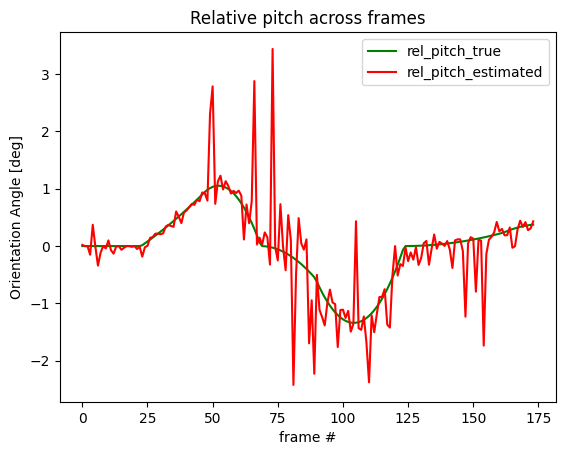 Relative pitch across frames
rel_pitch_true
rel_pitch_estimated
Orientation Angle [deg]
3
2
1
0
−1
−2
0
25
50
75
100
125
150
175
frame #